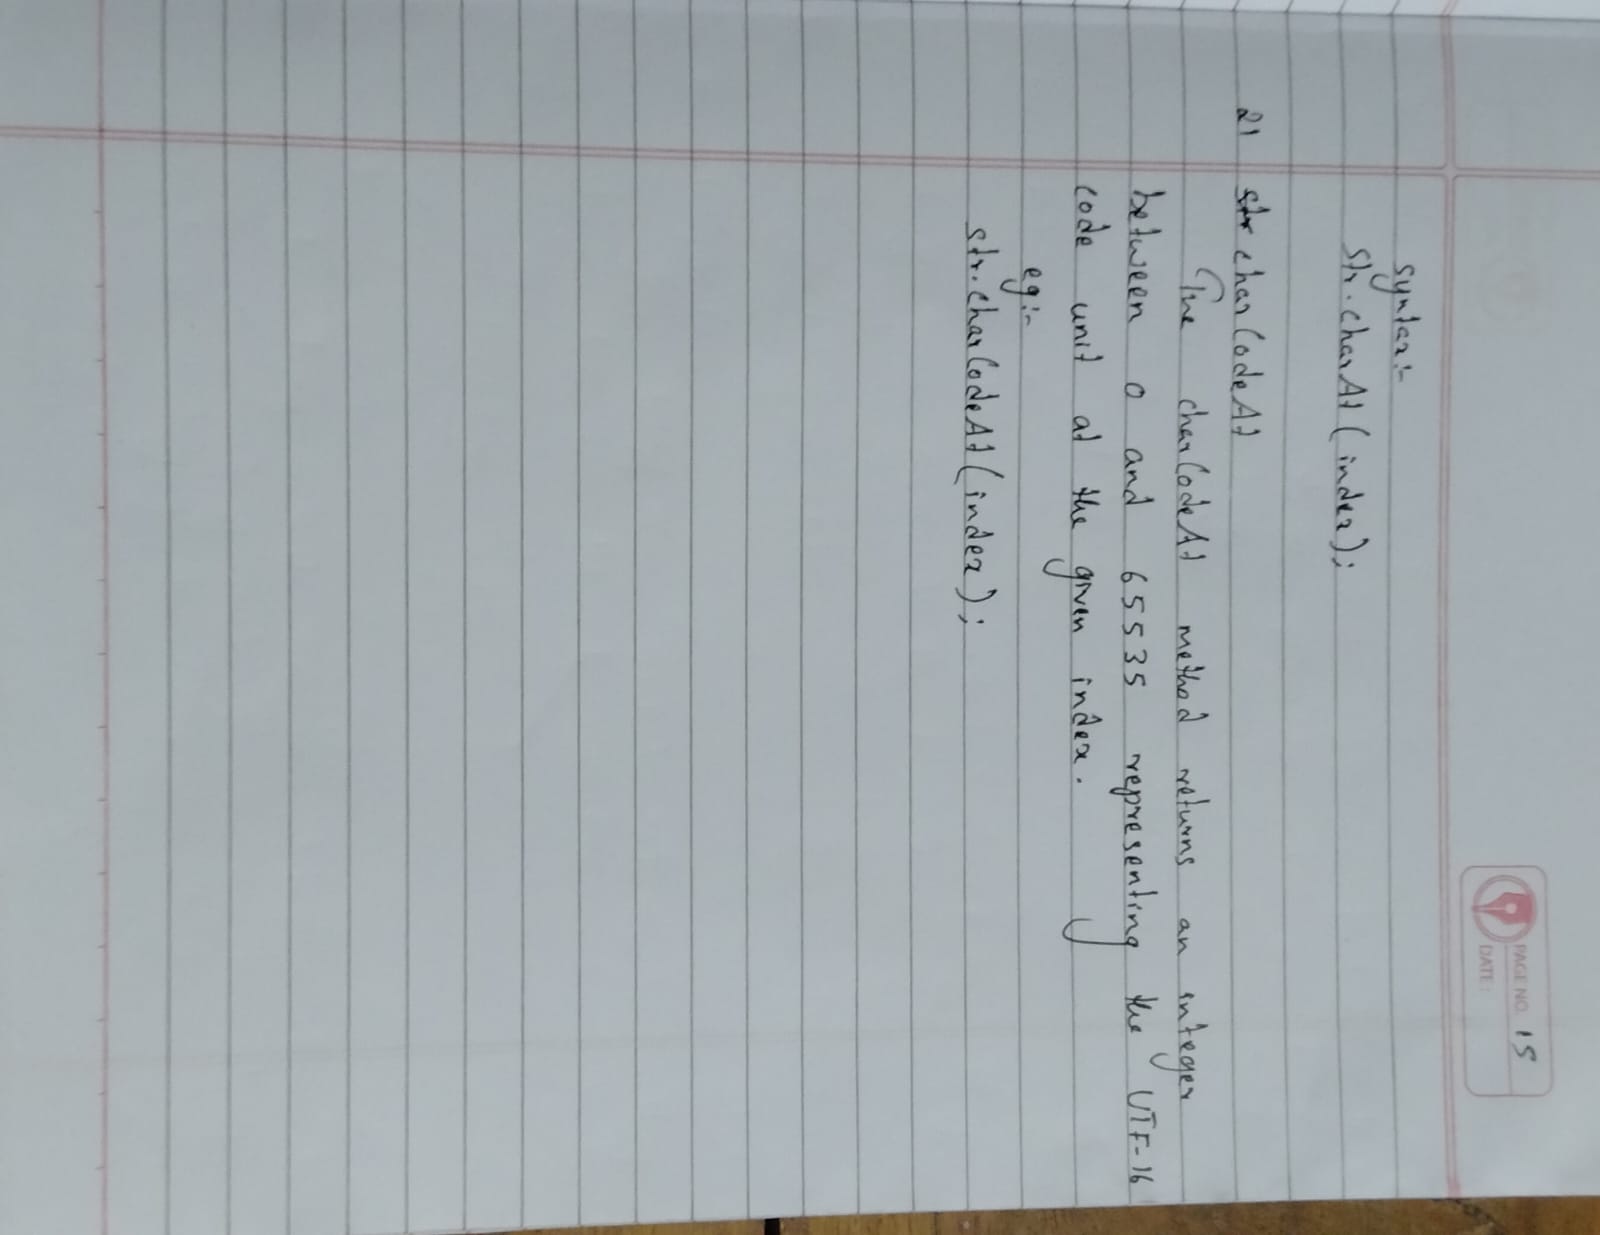 PAGE NO. 15
DATE :
syntax:-
Str.charAt (index);
21 str charCodeAt
The charCodeAt method returns an integer
between 0 and 65535 representing the UTF-16
code unit at the given index.
eg:-
str.charCodeAt (index);